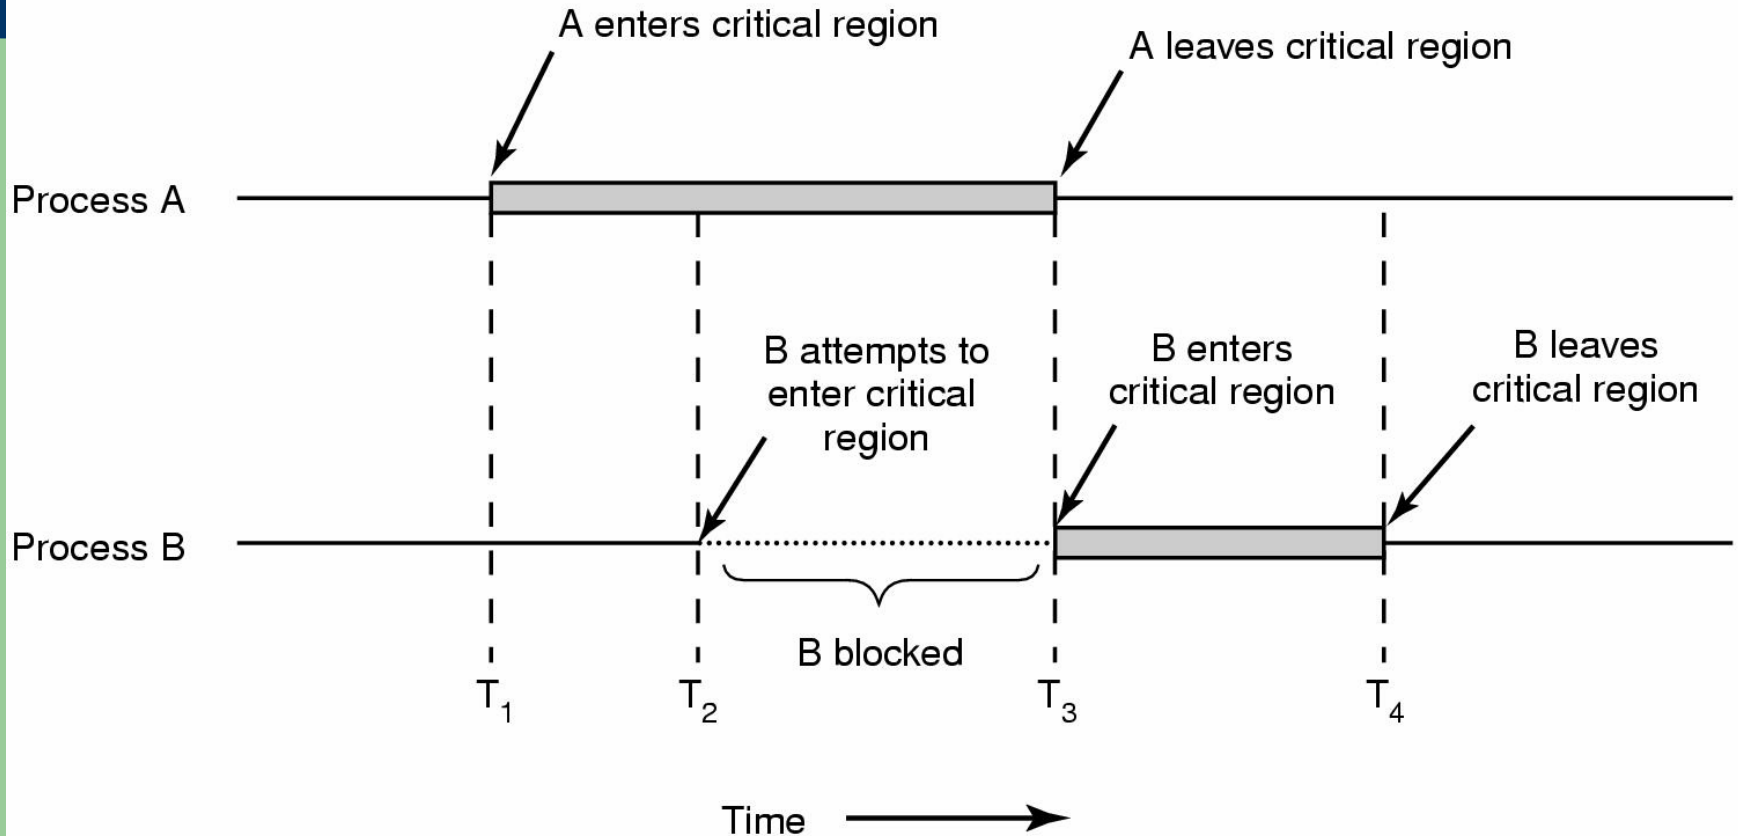 A enters critical region
A leaves critical region
Process A
B attempts to
enter critical
region
B enters
critical region
B leaves
critical region
Process B
B blocked
T1
T2
T3
T4
Time